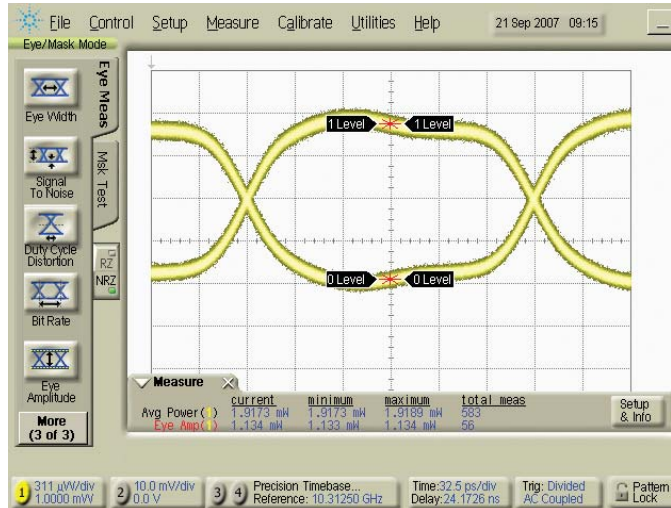 File Control Setup Measure Calibrate Utilities Help 21 Sep 2007 09:15
Eye/Mask Mode
Eye Meas
Msk Test
Eye Width
Signal
To Noise
Duty Cycle
Distortion
RZ
NRZ
Bit Rate
Eye
Amplitude
More
(3 of 3)
1 Level 1 Level
0 Level 0 Level
Measure
current minimum maximum total meas
Avg Power(1) 1.9173 mW 1.9173 mW 1.9189 mW 583
Eye Amp(1) 1.134 mW 1.133 mW 1.134 mW 56
Setup
& Info
1 311 µW/div
1.0000 mW
2 10.0 mV/div
0.0 V
3 4
Precision Timebase...
Reference: 10.31250 GHz
Time:32.5 ps/div
Delay:24.1726 ns
Trig: Divided
AC Coupled
Pattern
Lock